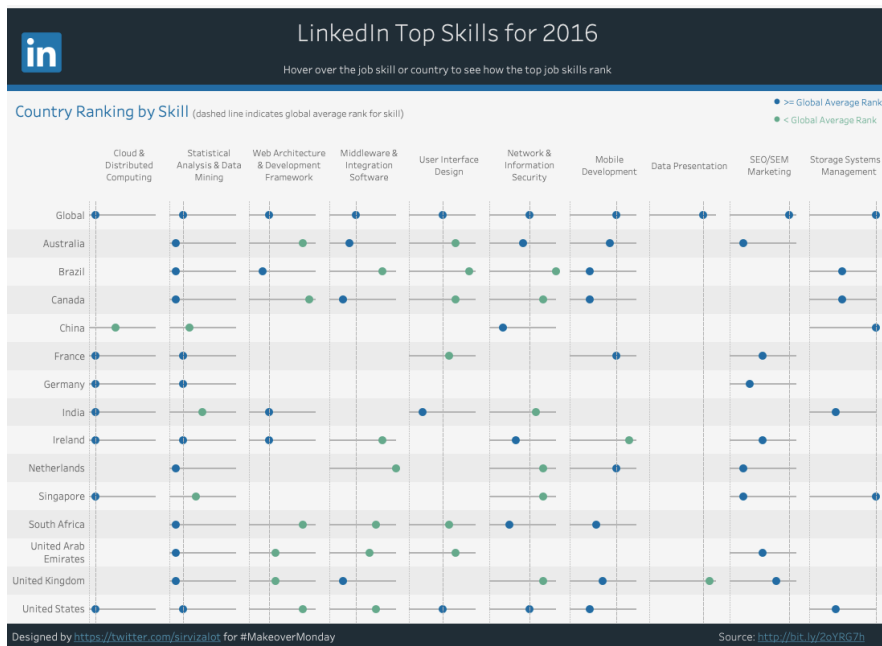 in
LinkedIn Top Skills for 2016
Hover over the job skill or country to see how the top job skills rank
Country Ranking by Skill (dashed line indicates global average rank for skill)
>= Global Average Rank
< Global Average Rank
Cloud &
Distributed
Computing
Statistical
Analysis & Data
Mining
Web Architecture
& Development
Framework
Middleware &
Integration
Software
User Interface
Design
Network &
Information
Security
Mobile
Development
Data Presentation
SEO/SEM
Marketing
Storage Systems
Management
Global
Australia
Brazil
Canada
China
France
Germany
India
Ireland
Netherlands
Singapore
South Africa
United Arab
Emirates
United Kingdom
United States
Designed by https://twitter.com/sirvizalot for #MakeoverMonday
Source: http://bit.ly/2oYRG7h